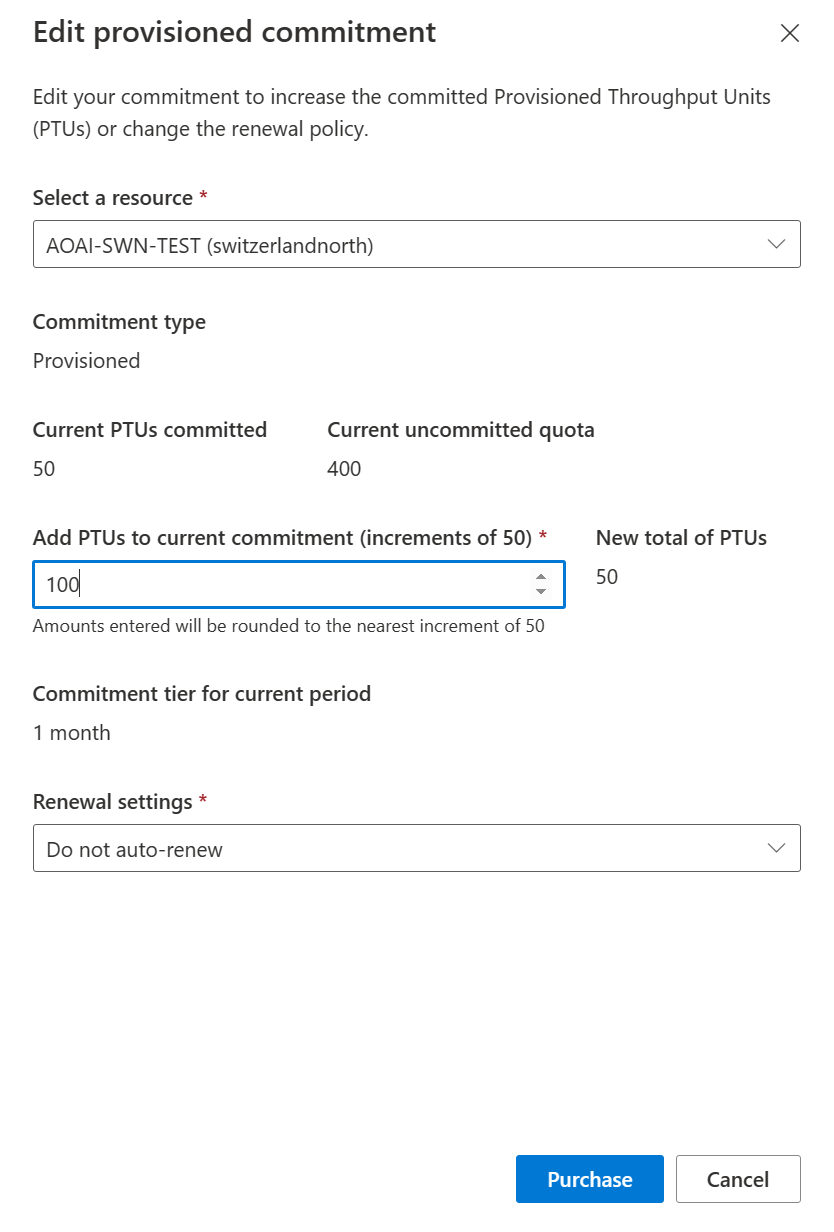 Edit provisioned commitment
Edit your commitment to increase the committed Provisioned Throughput Units
(PTUs) or change the renewal policy.
Select a resource *
AOAI-SWN-TEST (switzerlandnorth)
Commitment type
Provisioned
Current PTUs committed
Current uncommitted quota
50
400
Add PTUs to current commitment (increments of 50) *
New total of PTUs
100
50
Amounts entered will be rounded to the nearest increment of 50
Commitment tier for current period
1 month
Renewal settings *
Do not auto-renew
Purchase
Cancel